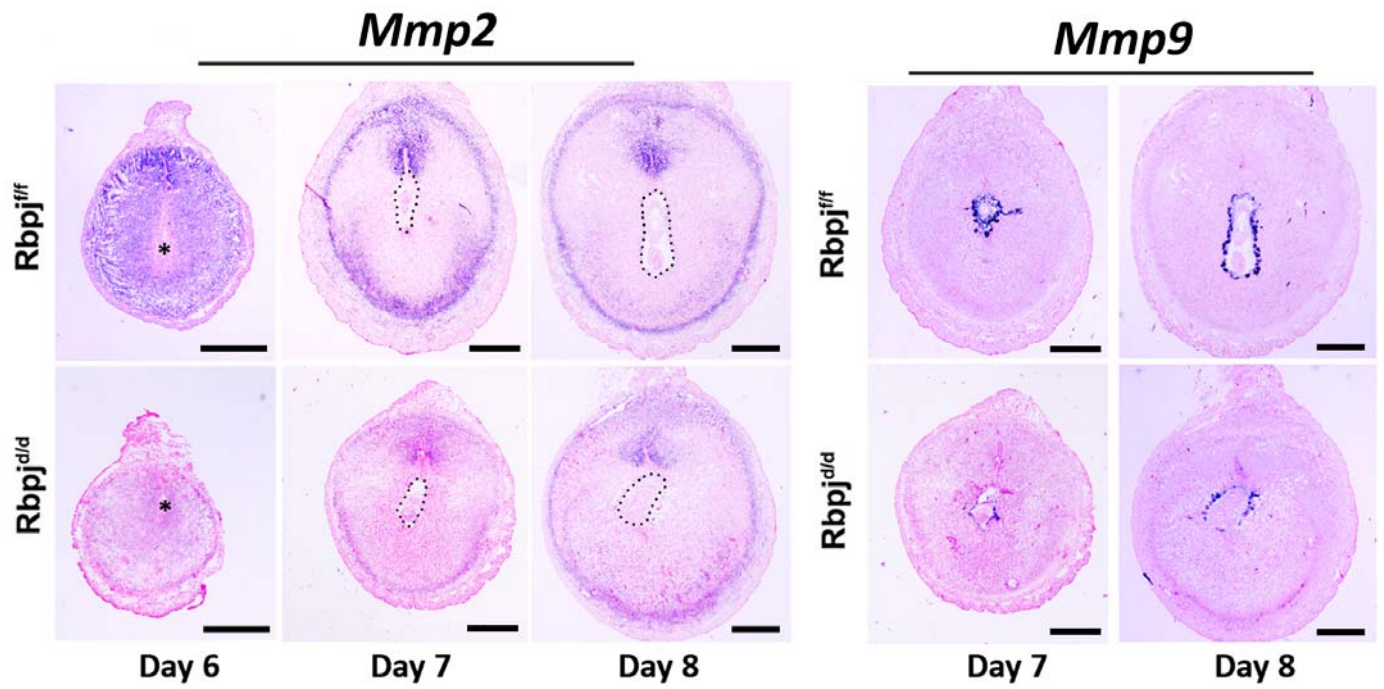 Mmp2
Mmp9
Rbpjf/f
*
Rbpjf/f
Rbpjd/d
*
Rbpjd/d
Day 6
Day 7
Day 8
Day 7
Day 8